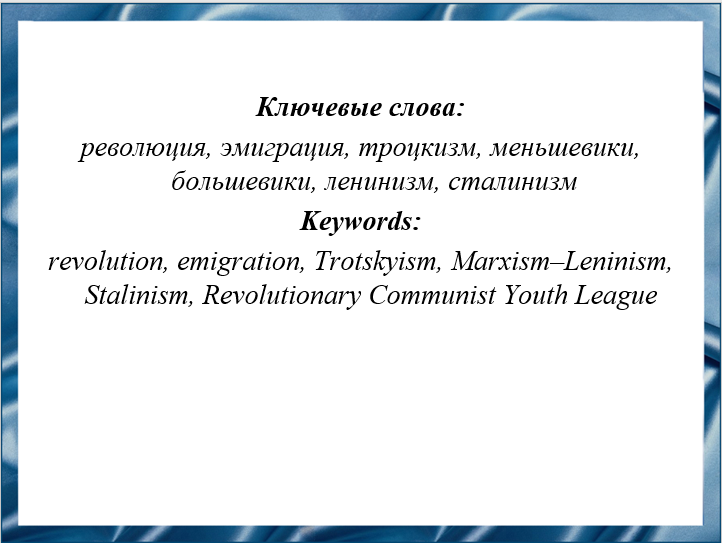 Ключевые слова:
революция, эмиграция, троцкизм, меньшевики,
большевики, ленинизм, сталинизм
Keywords:
revolution, emigration, Trotskyism, Marxism–Leninism,
Stalinism, Revolutionary Communist Youth League